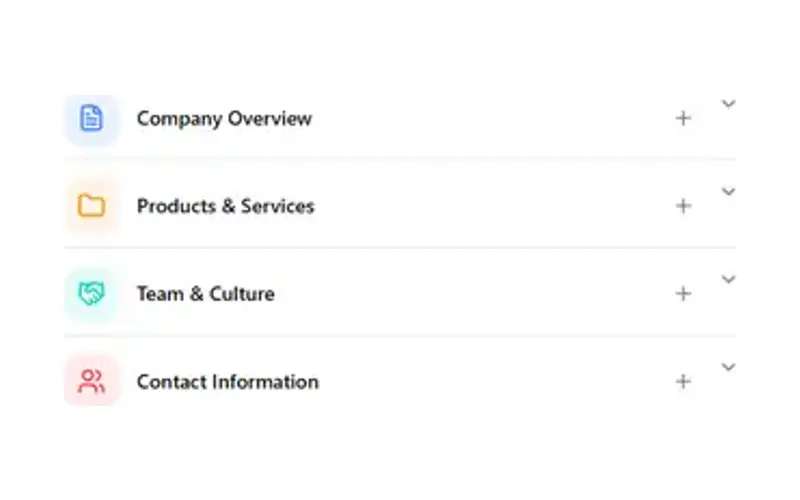 Company Overview
Products & Services
Team & Culture
Contact Information